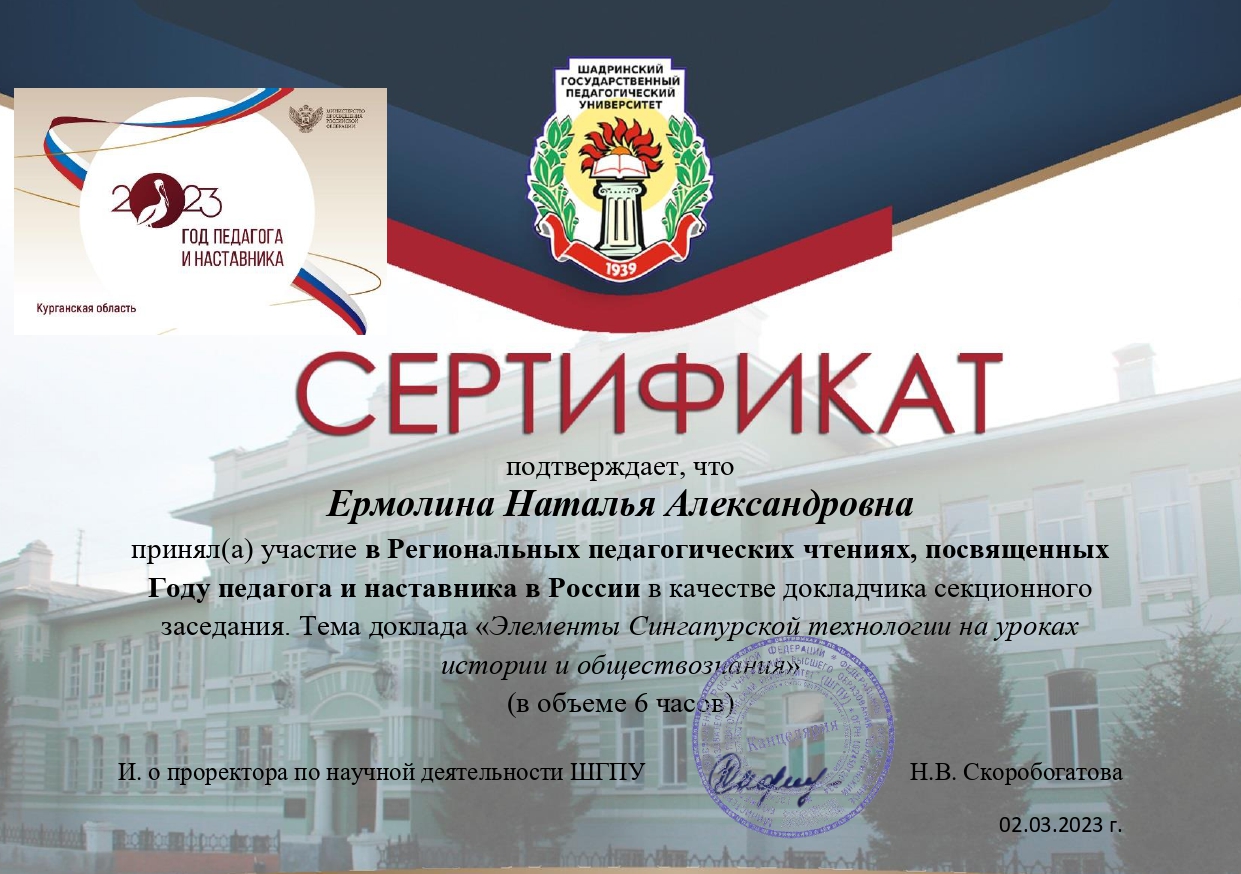 ШАДРИНСКИЙ
ГОСУДАРСТВЕННЫЙ
ПЕДАГОГИЧЕСКИЙ
УНИВЕРСИТЕТ
1939
МИНИСТЕРСТВО
ПРОСВЕЩЕНИЯ
РОССИЙСКОЙ
ФЕДЕРАЦИИ
2023
ГОД ПЕДАГОГА
И НАСТАВНИКА
Курганская область
СЕРТИФИКАТ
подтверждает, что
Ермолина Наталья Александровна
принял(а) участие в Региональных педагогических чтениях, посвященных
Году педагога и наставника в России в качестве докладчика секционного
заседания. Тема доклада «Элементы Сингапурской технологии на уроках
истории и обществознания»
(в объеме 6 часов)
Канцелярия
И. о проректора по научной деятельности ШГПУ
Н.В. Скоробогатова
02.03.2023 г.